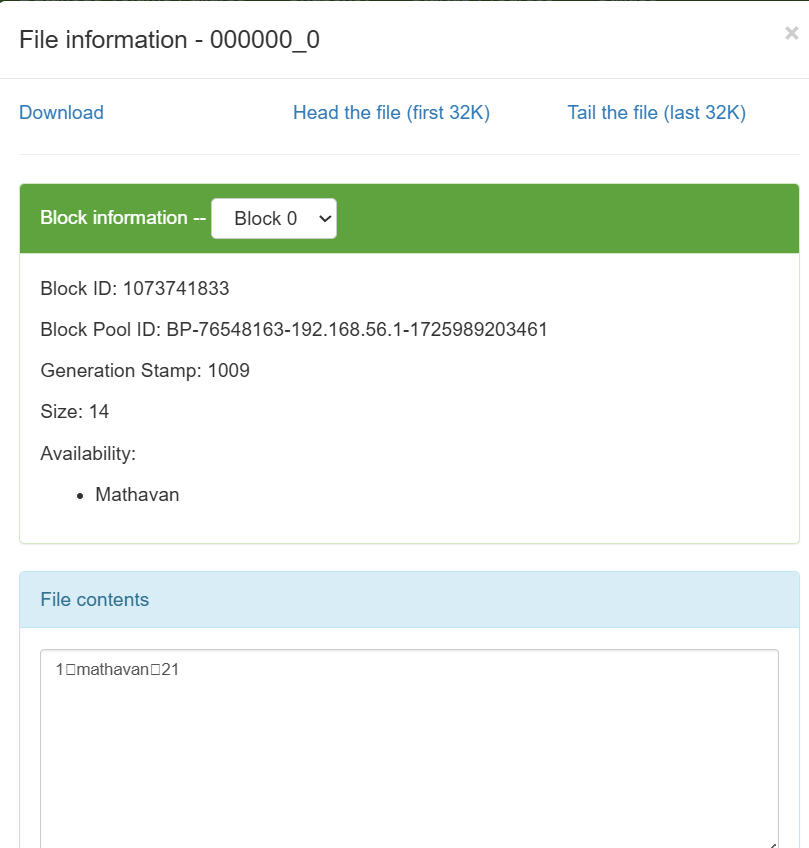 File information - 000000_0
×
Download Head the file (first 32K) Tail the file (last 32K)
Block information -- Block 0
Block ID: 1073741833
Block Pool ID: BP-76548163-192.168.56.1-1725989203461
Generation Stamp: 1009
Size: 14
Availability:
• Mathavan
File contents
1□mathavan□21